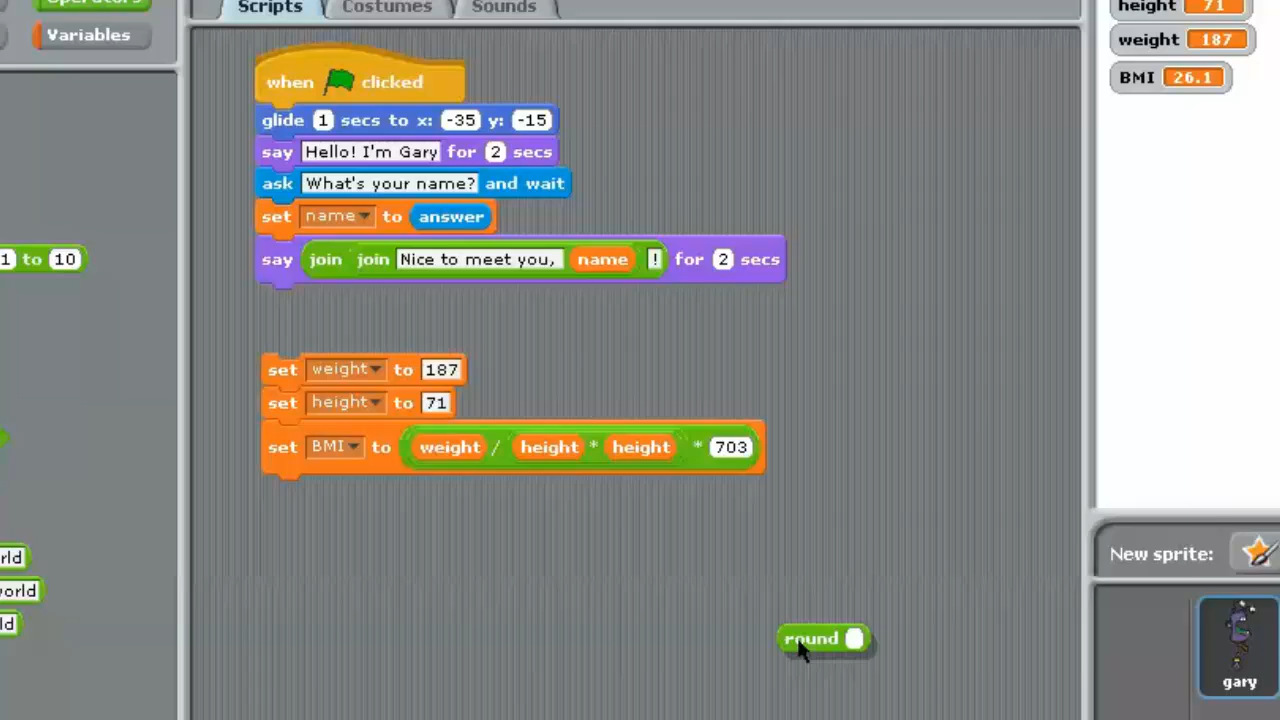 Operators
Variables
Scripts
Costumes
Sounds
height 71
weight 187
BMI 26.1
when clicked
glide 1 secs to x: -35 y: -15
say Hello! I'm Gary for 2 secs
ask What's your name? and wait
set name to answer
say join join Nice to meet you, name ! for 2 secs
1 to 10
set weight to 187
set height to 71
set BMI to weight / height * height * 703
rld
world
ld
round
New sprite:
gary